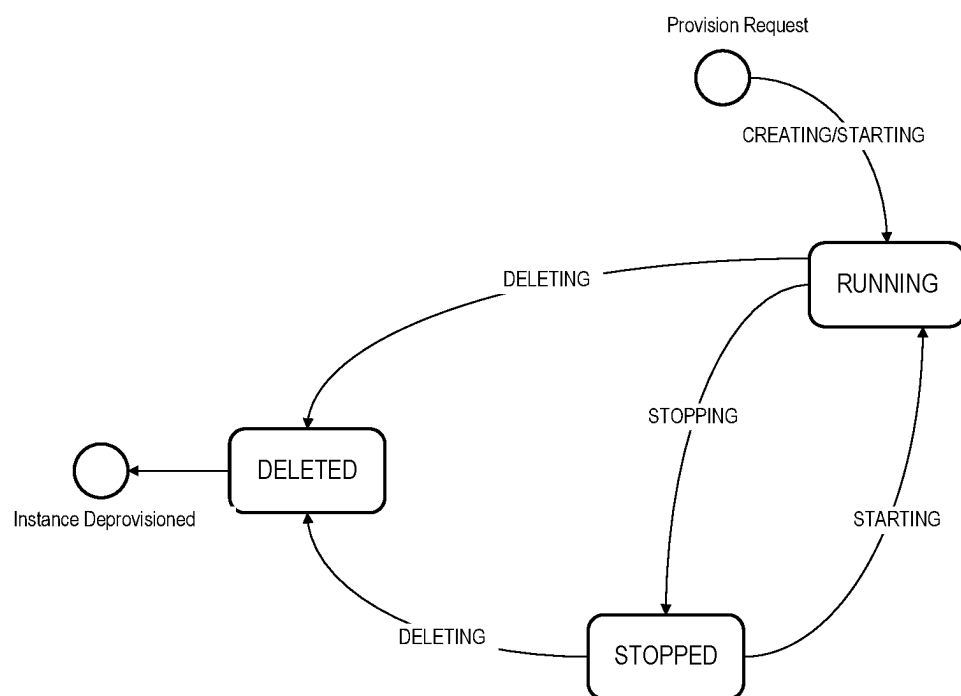 Provision Request
CREATING/STARTING
DELETING
RUNNING
STOPPING
DELETED
Instance Deprovisioned
STARTING
DELETING
STOPPED